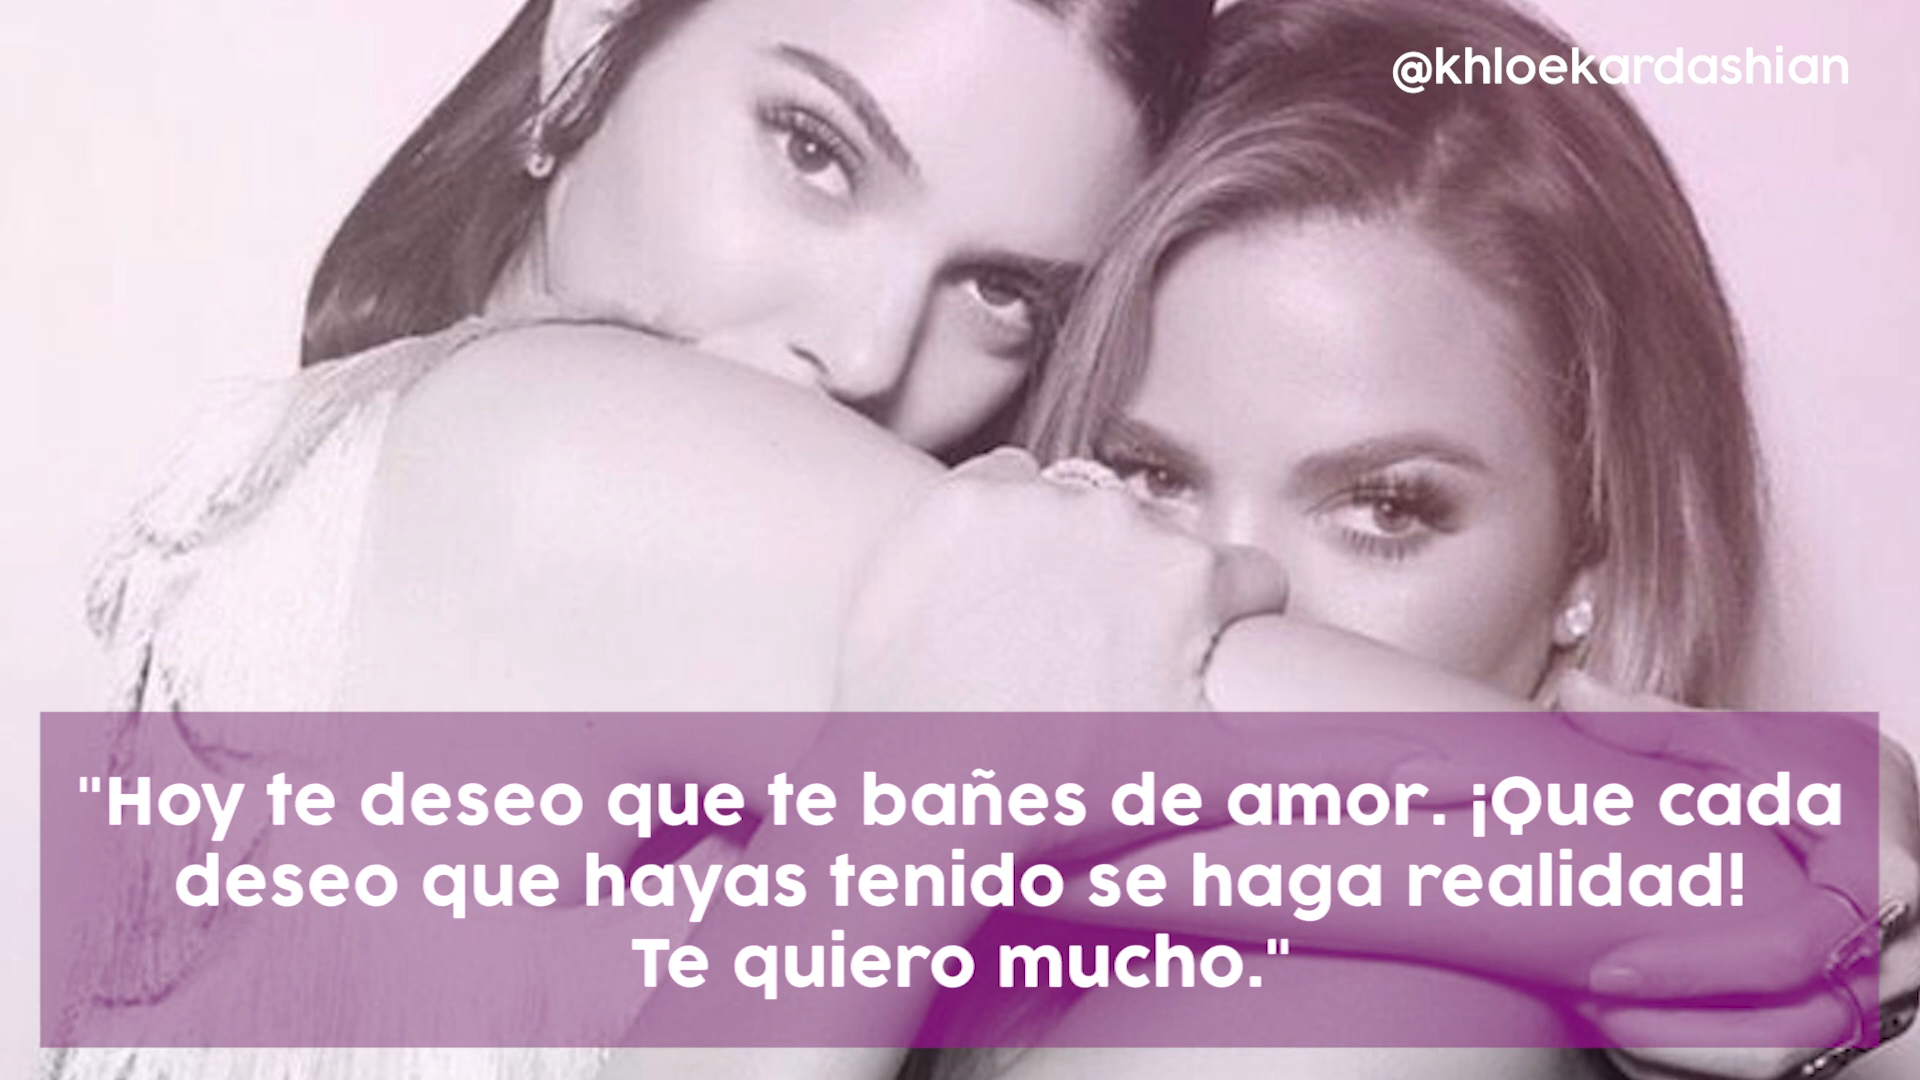 @khloekardashian
"Hoy te deseo que te bañes de amor. ¡Que cada
deseo que hayas tenido se haga realidad!
Te quiero mucho."